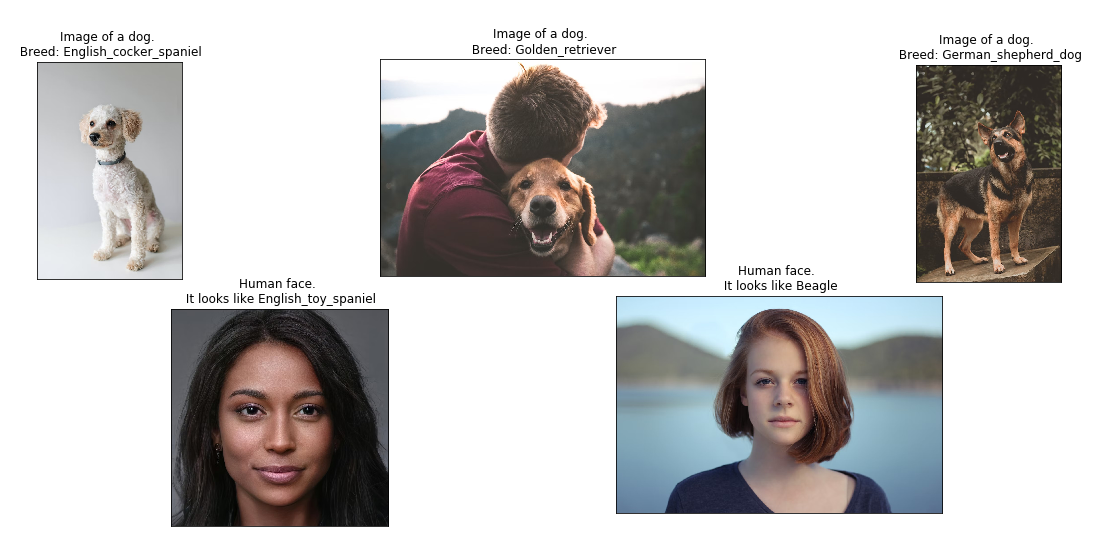 Image of a dog.
Breed: English_cocker_spaniel
Image of a dog.
Breed: Golden_retriever
Image of a dog.
Breed: German_shepherd_dog
Human face.
It looks like English_toy_spaniel
Human face.
It looks like Beagle